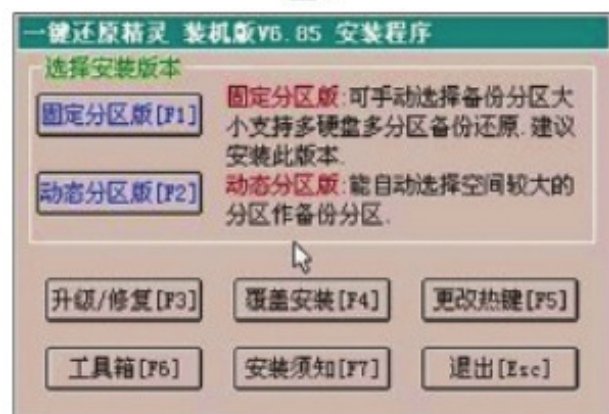 一键还原精灵 装机版V6.85 安装程序
选择安装版本
固定分区版[F1]
固定分区版:可手动选择备份分区大
小支持多硬盘多分区备份还原.建议
安装此版本.
动态分区版[F2]
动态分区版:能自动选择空间较大的
分区作备份分区.
升级/修复[F3] 覆盖安装[F4] 更改热键[F5]
工具箱[F6] 安装须知[F7] 退出[Esc]